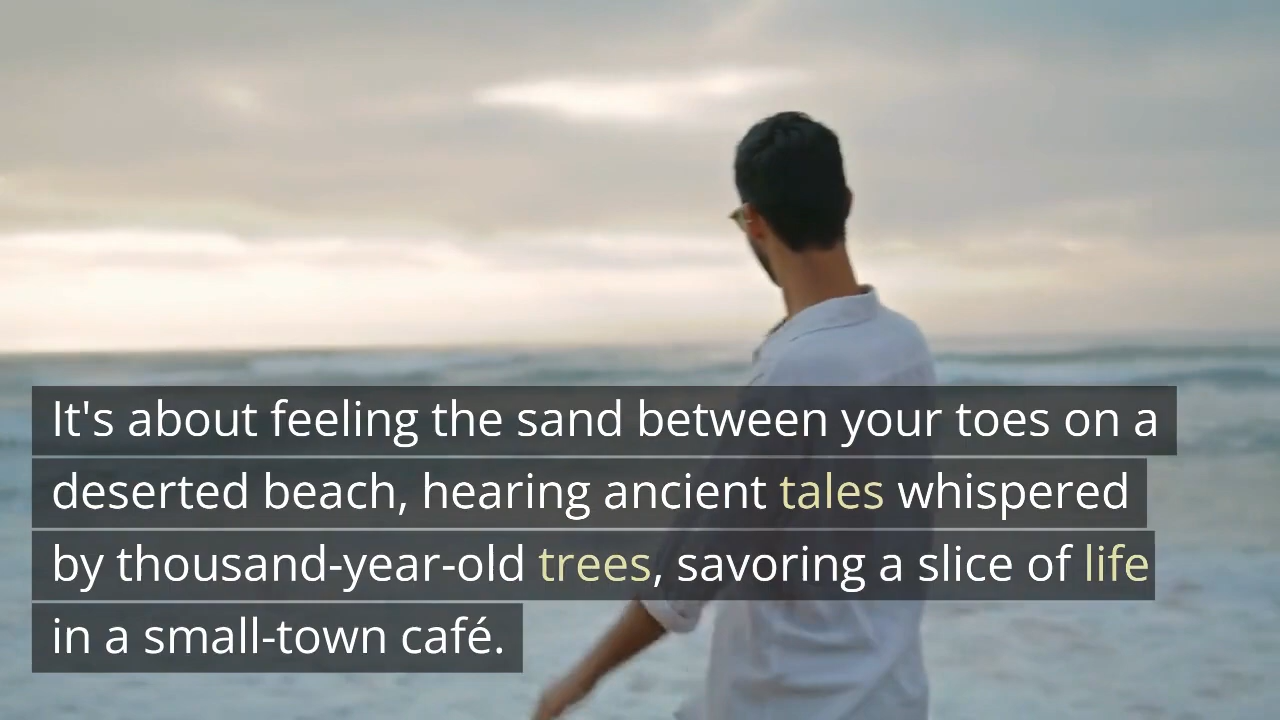 It's about feeling the sand between your toes on a
deserted beach, hearing ancient tales whispered
by thousand-year-old trees, savoring a slice of life
in a small-town café.